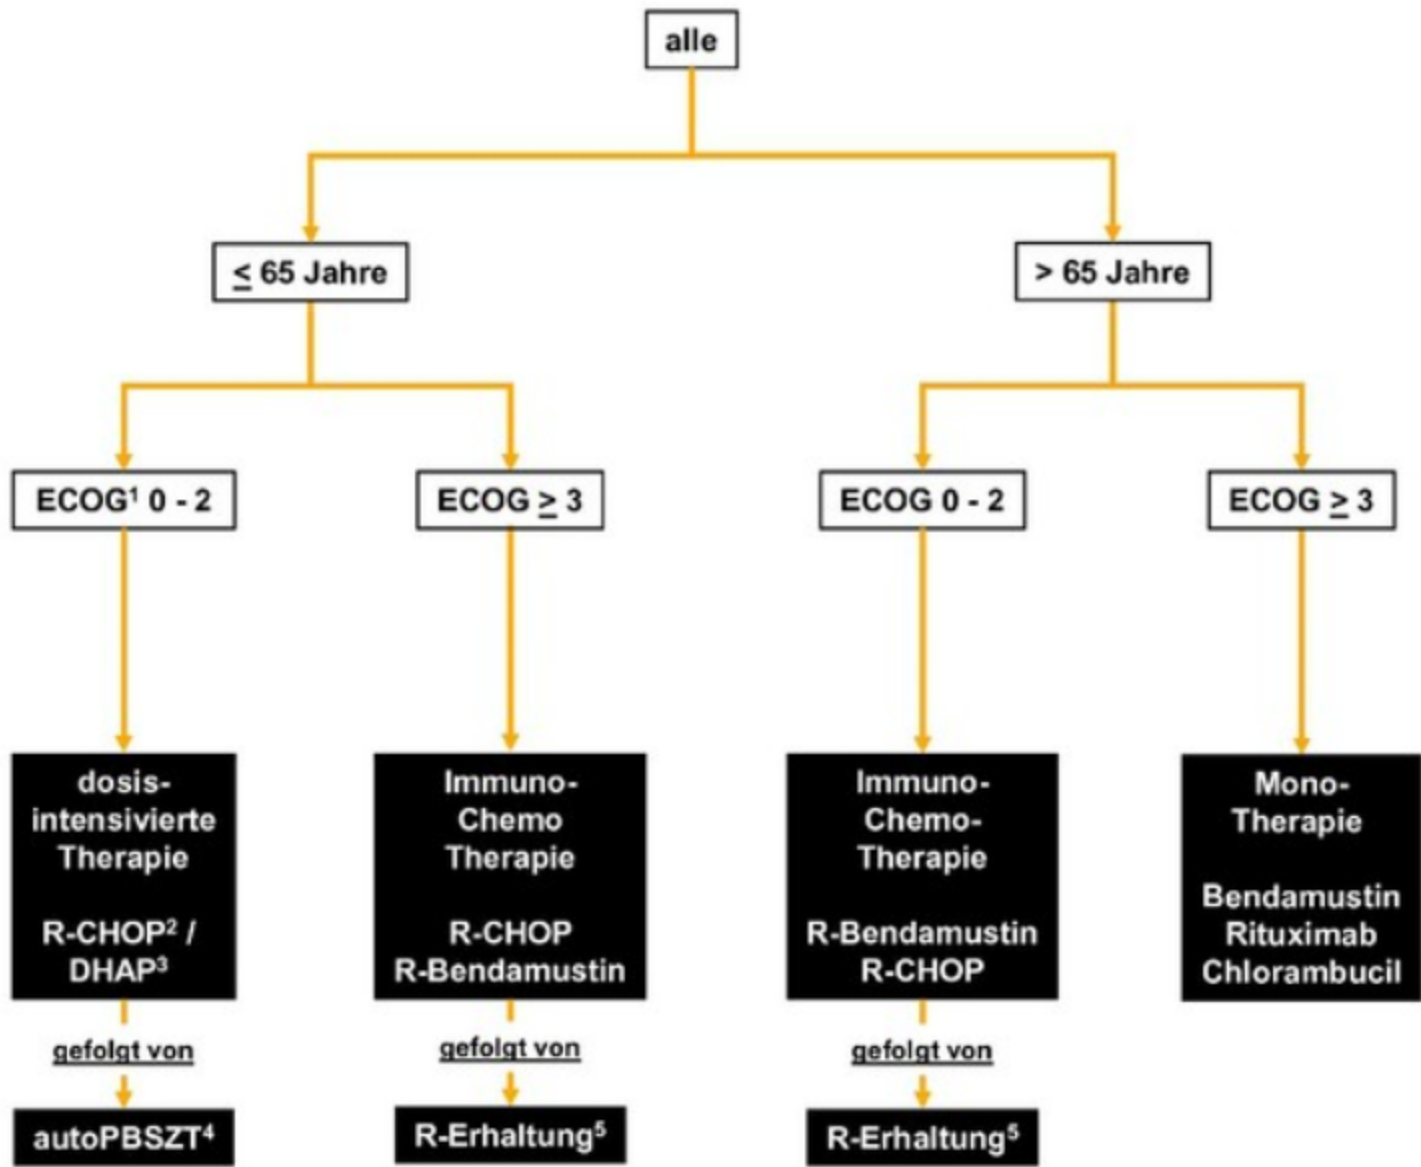 alle
≤ 65 Jahre
> 65 Jahre
ECOG¹ 0 - 2
ECOG ≥ 3
ECOG 0 - 2
ECOG ≥ 3
dosis-
intensivierte
Therapie
R-CHOP² /
DHAP³
Immuno-
Chemo
Therapie
R-CHOP
R-Bendamustin
Immuno-
Chemo-
Therapie
R-Bendamustin
R-CHOP
Mono-
Therapie
Bendamustin
Rituximab
Chlorambucil
gefolgt von
gefolgt von
gefolgt von
autoPBSZT⁴
R-Erhaltung⁵
R-Erhaltung⁵